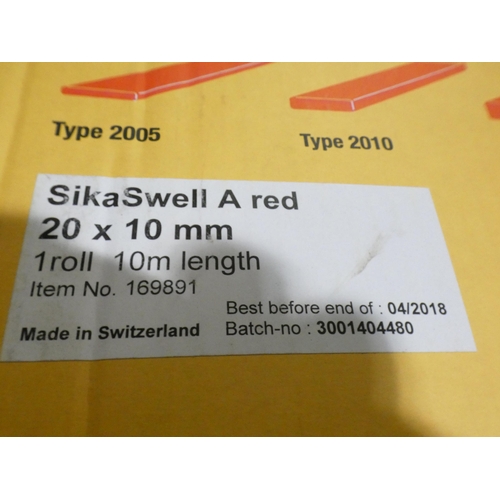 Type 2005
Type 2010
SikaSwell A red
20 x 10 mm
1roll 10m length
Item No. 169891
Best before end of : 04/2018
Made in Switzerland
Batch-no : 3001404480